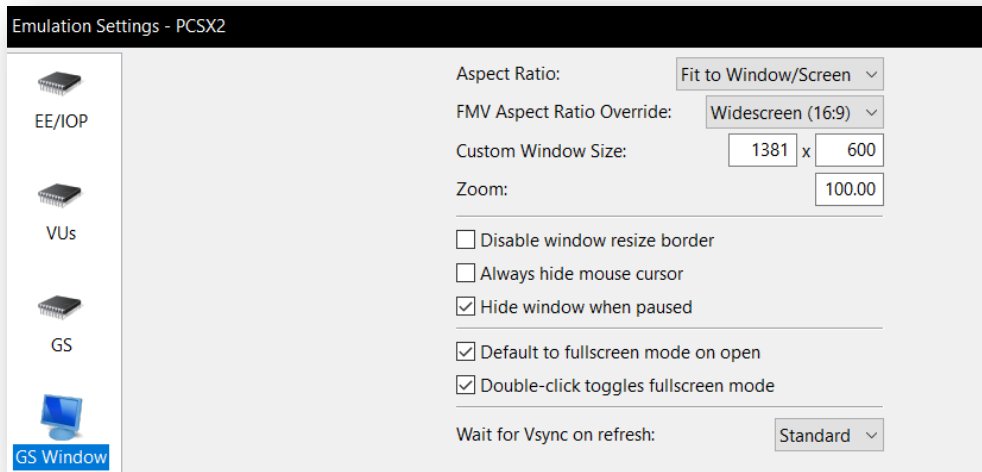 Emulation Settings - PCSX2
EE/IOP
VUs
GS
GS Window
Aspect Ratio: Fit to Window/Screen
FMV Aspect Ratio Override: Widescreen (16:9)
Custom Window Size: 1381 x 600
Zoom: 100.00
Disable window resize border
Always hide mouse cursor
Hide window when paused
Default to fullscreen mode on open
Double-click toggles fullscreen mode
Wait for Vsync on refresh: Standard